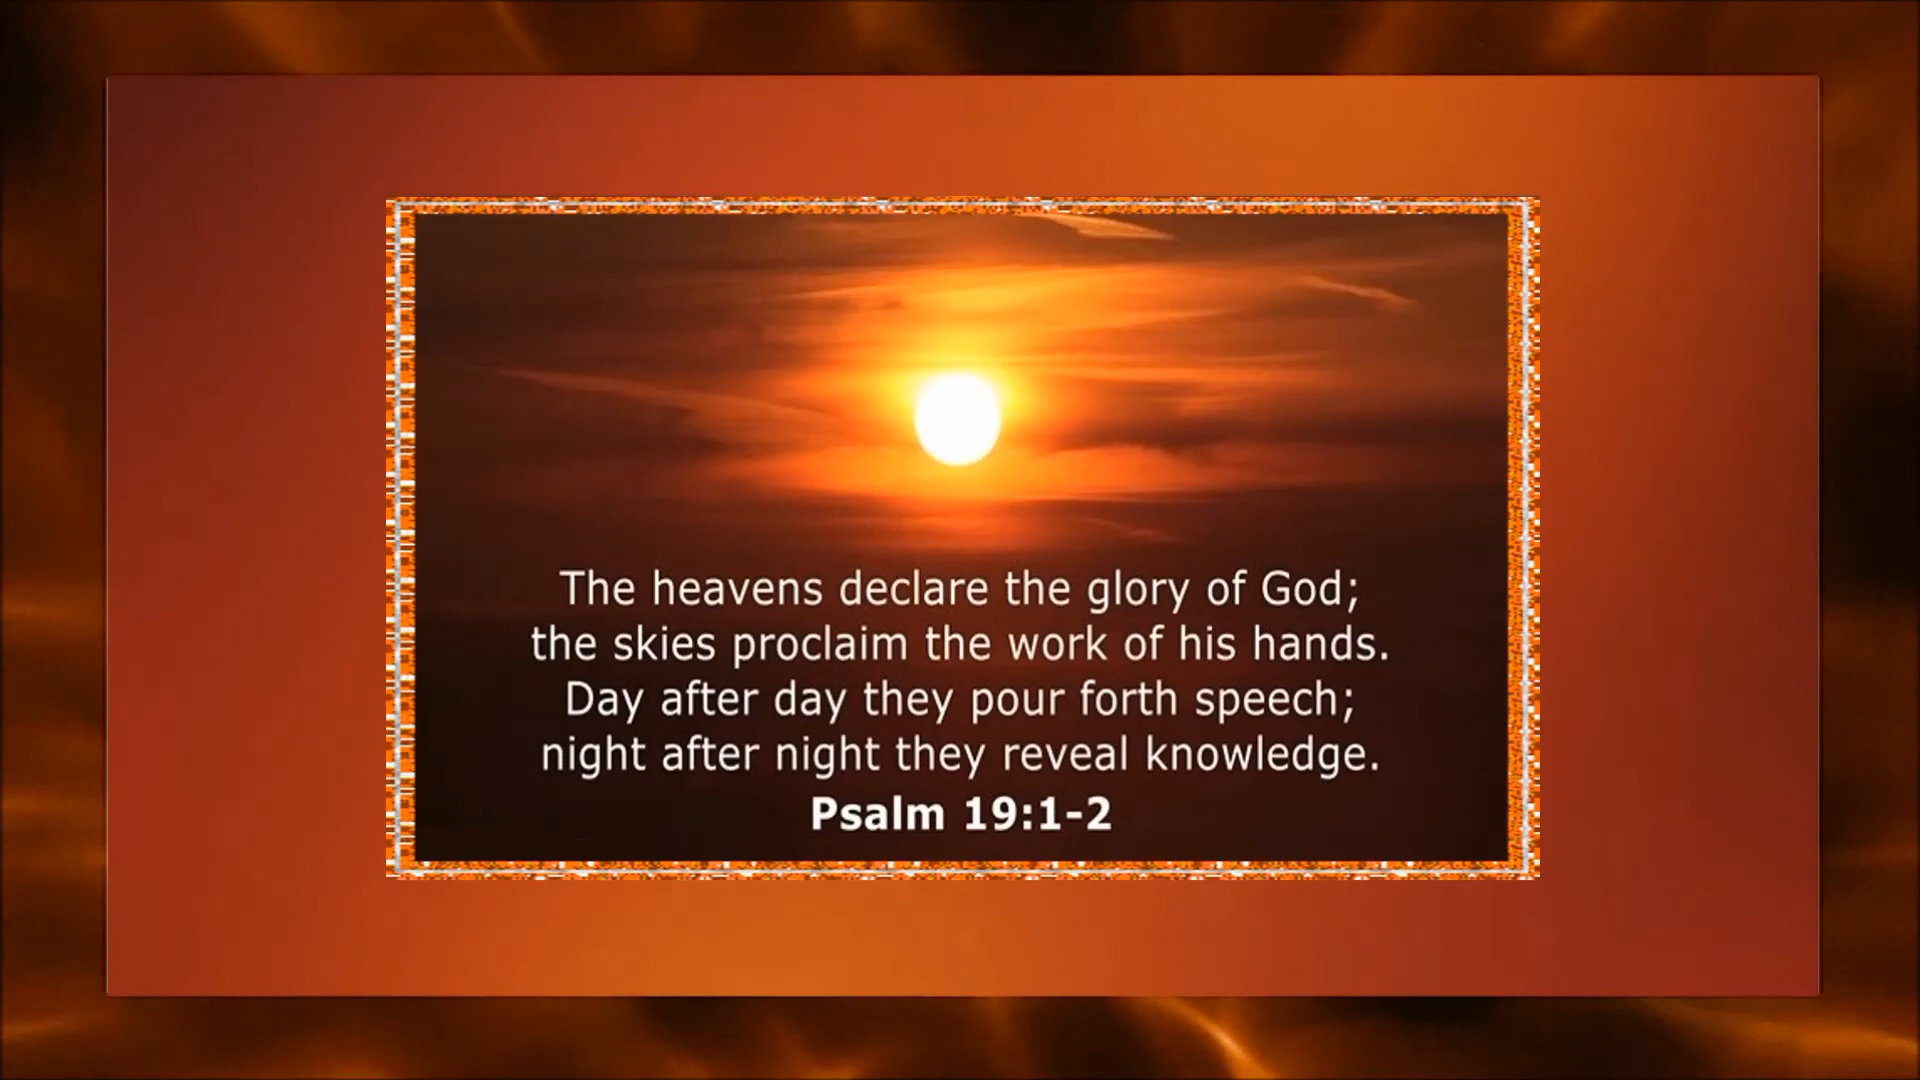 The heavens declare the glory of God;
the skies proclaim the work of his hands.
Day after day they pour forth speech;
night after night they reveal knowledge.
Psalm 19:1-2